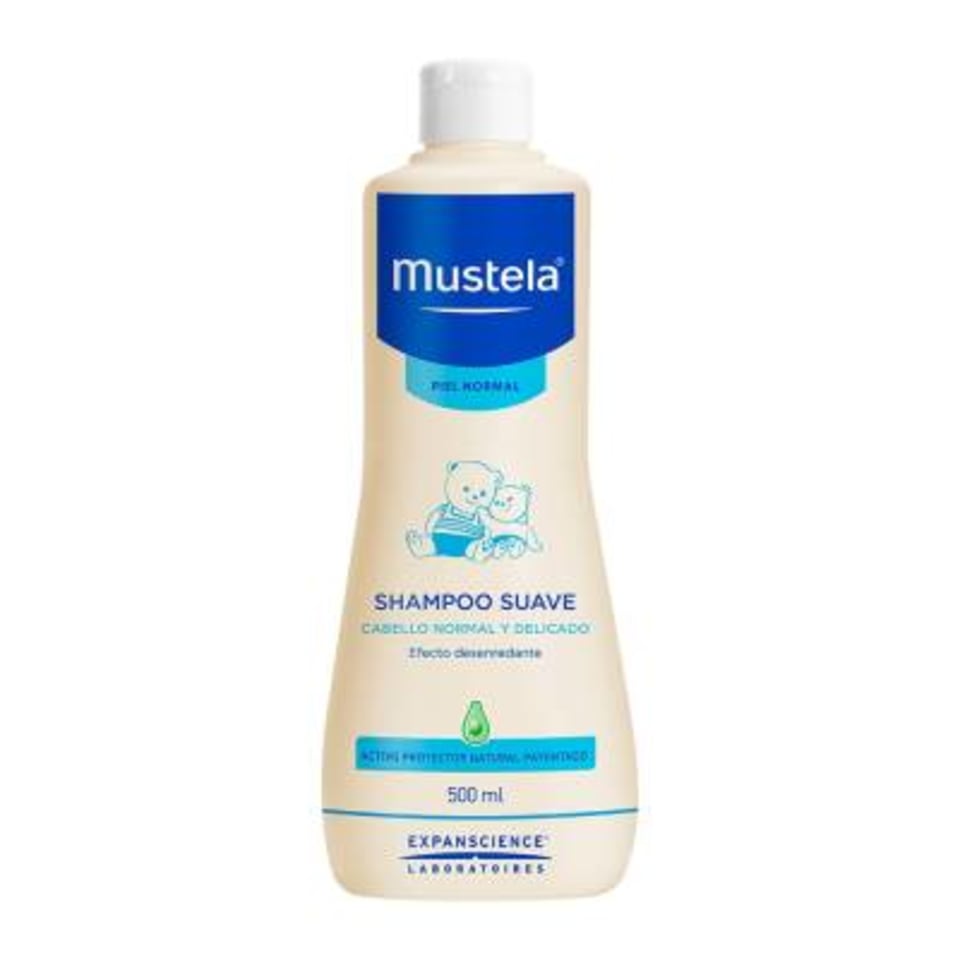 mustela®
PIEL NORMAL
SHAMPOO SUAVE
CABELLO NORMAL Y DELICADO
Efecto desenredante
ACTIVO PROTECTOR NATURAL PATENTADO
500 ml
EXPANSCIENCE®
LABORATOIRES